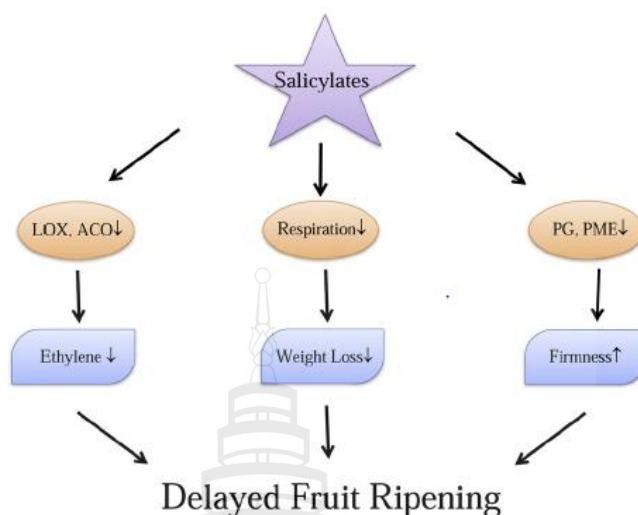 Salicylates
LOX, ACO↓
Respiration↓
PG, PME↓
Ethylene ↓
Weight Loss↓
Firmness↑
Delayed Fruit Ripening